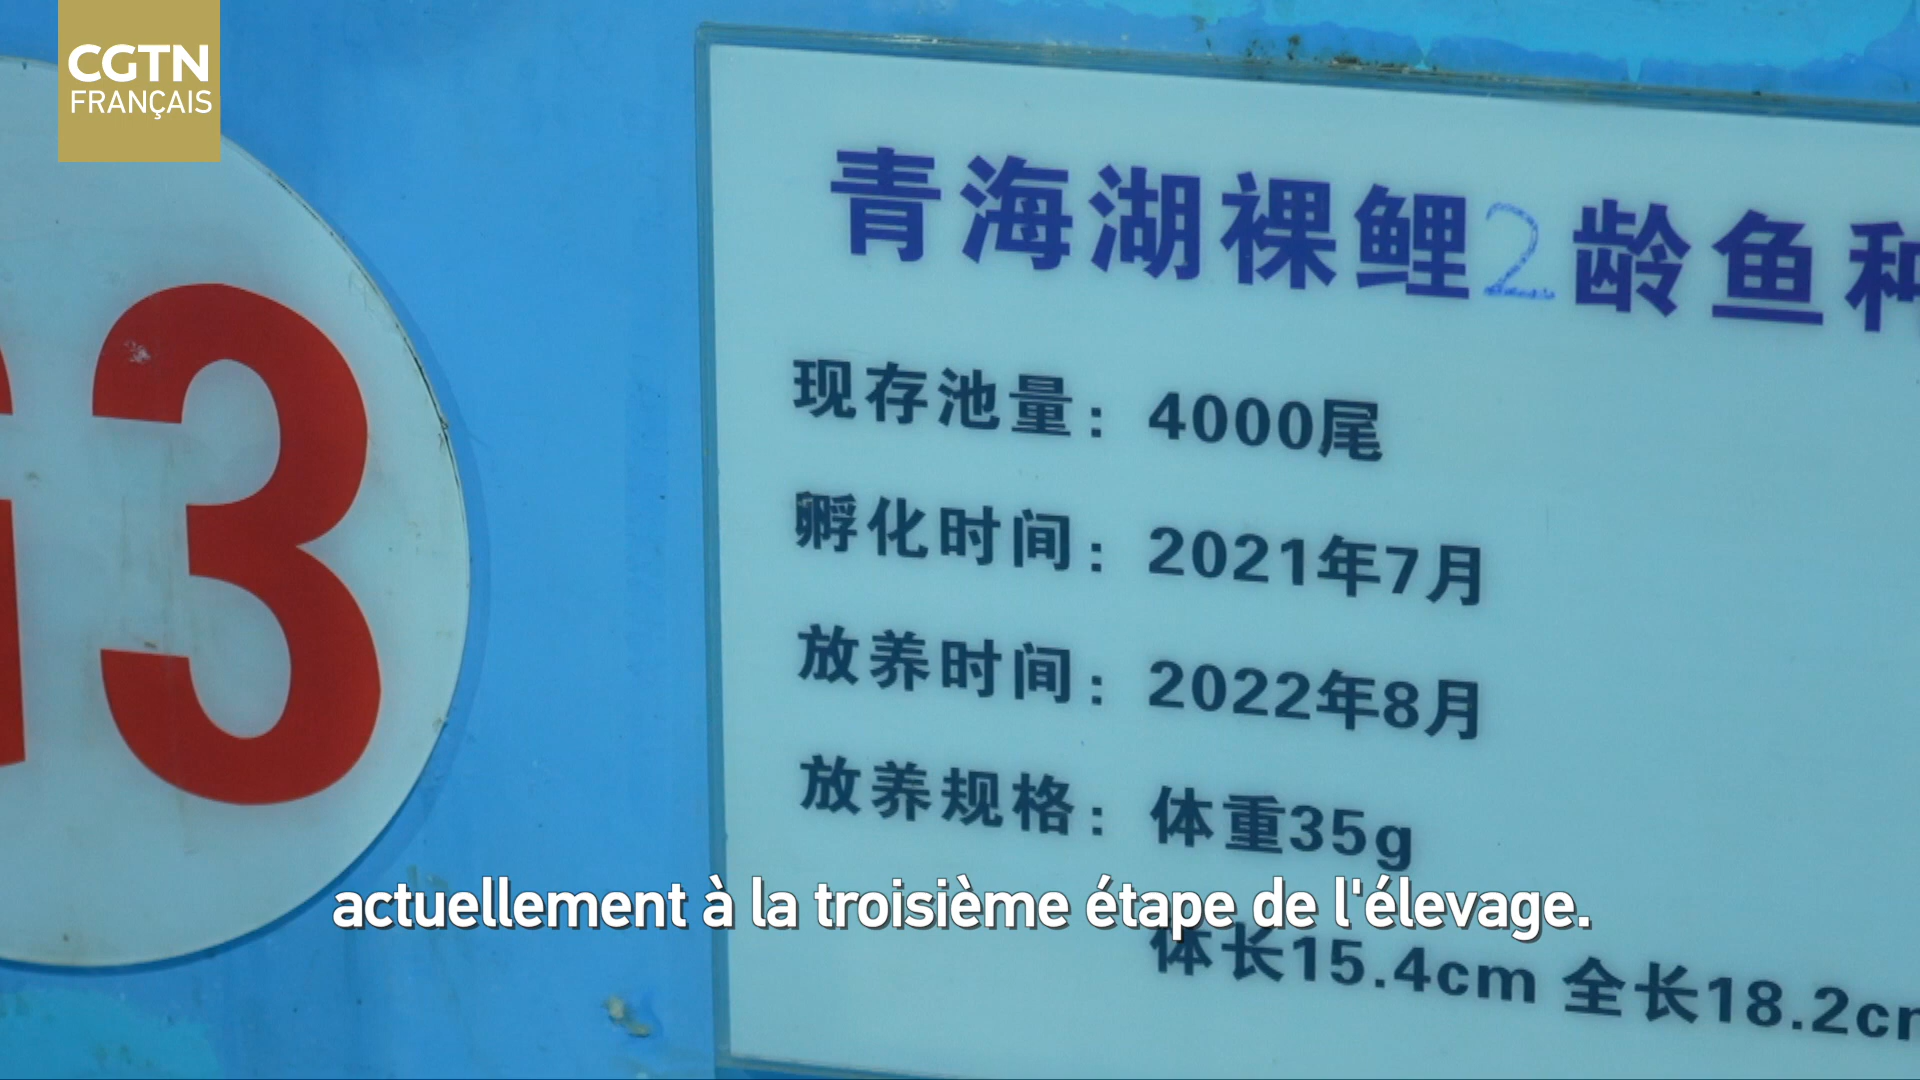 CGTN
FRANÇAIS
3
青海湖裸鲤2龄鱼种
现存池量：4000尾
孵化时间：2021年7月
放养时间：2022年8月
放养规格：体重35g
actuellement à la troisième étape de l'élevage.
体长15.4cm 全长18.2c